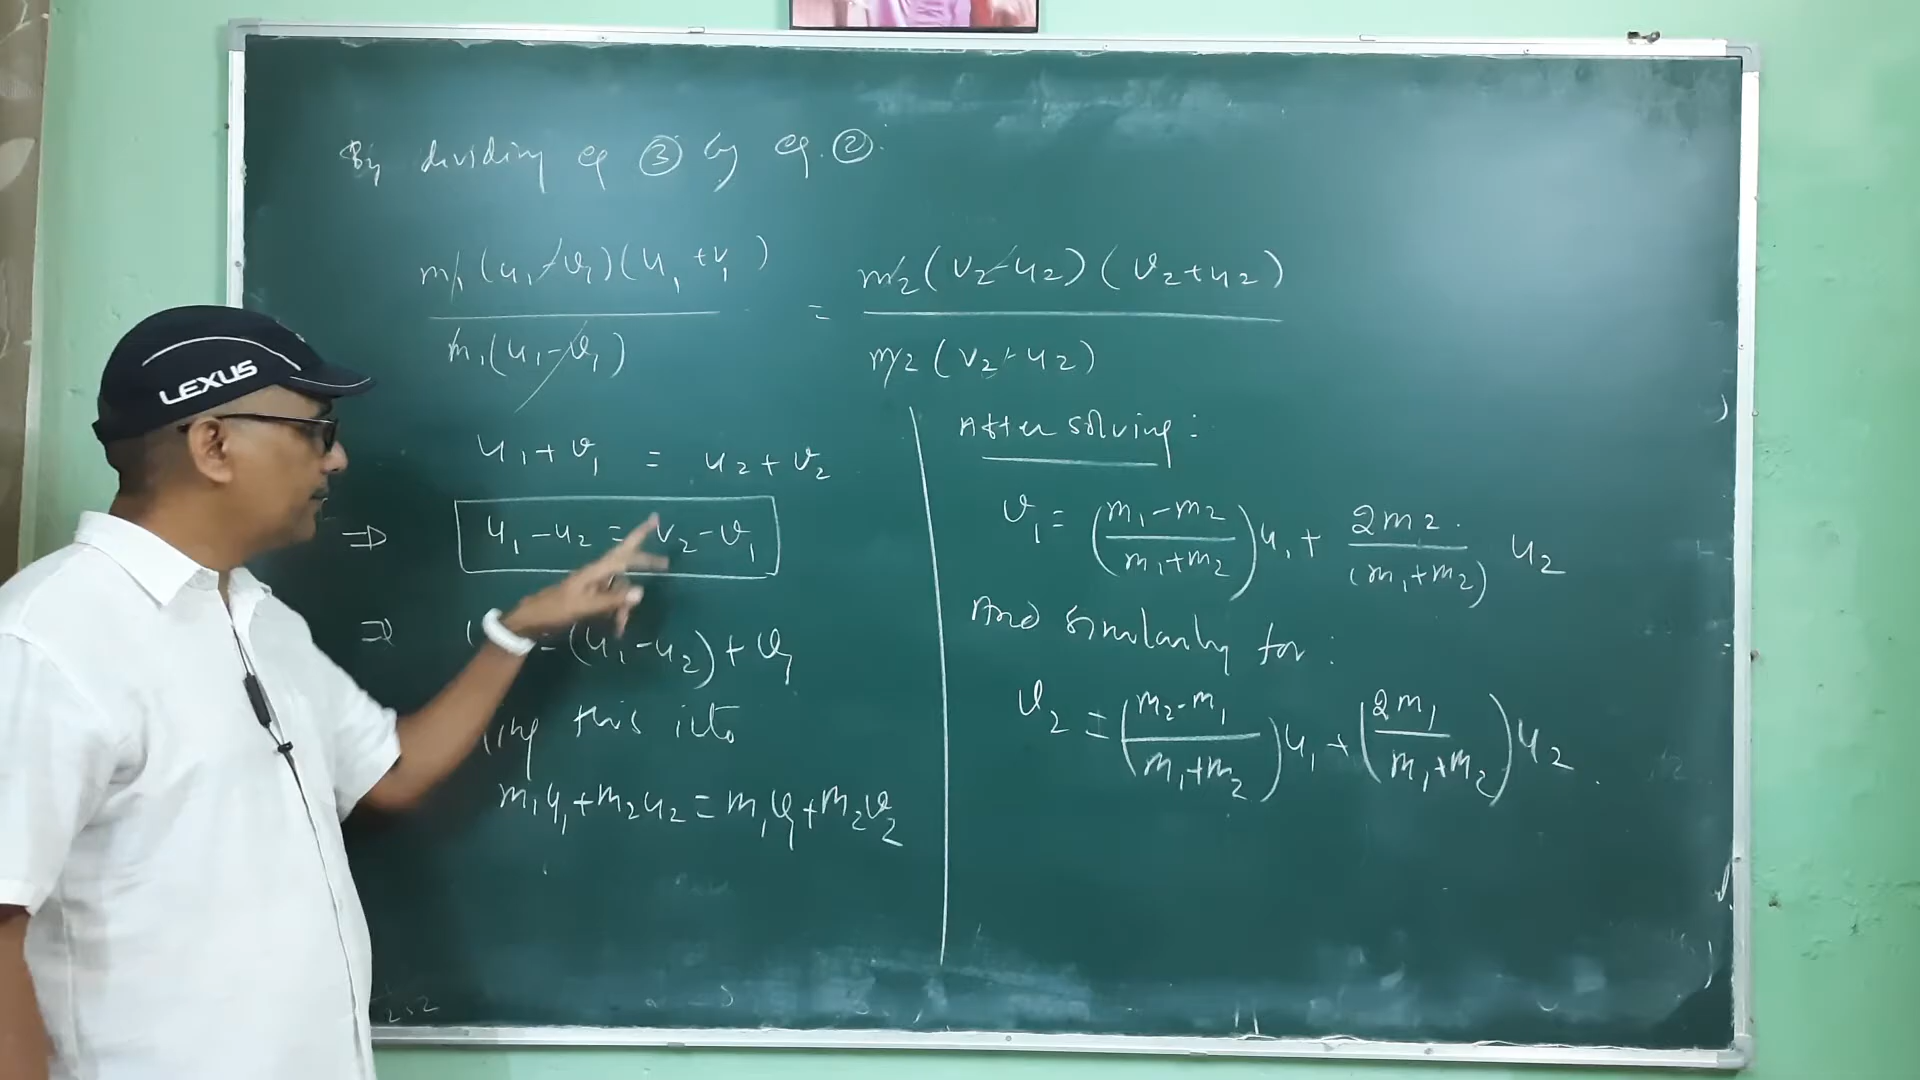 By dividing eq ③ by eq. ②.
m₁(u₁-v₁)(u₁+v₁) / m₁(u₁-v₁) = m₂(v₂-u₂)(v₂+u₂) / m₂(v₂-u₂)
u₁+v₁ = u₂+v₂
⇒ u₁-u₂ = v₂-v₁
⇒ = (u₁-u₂)+v₁
this into
m₁u₁+m₂u₂ = m₁v₁+m₂v₂
After solving:
v₁ = ((m₁-m₂)/(m₁+m₂))u₁ + 2m₂/(m₁+m₂) u₂
And similarly for:
v₂ = ((m₂-m₁)/(m₁+m₂))u₁ + (2m₁/(m₁+m₂))u₂.
LEXUS